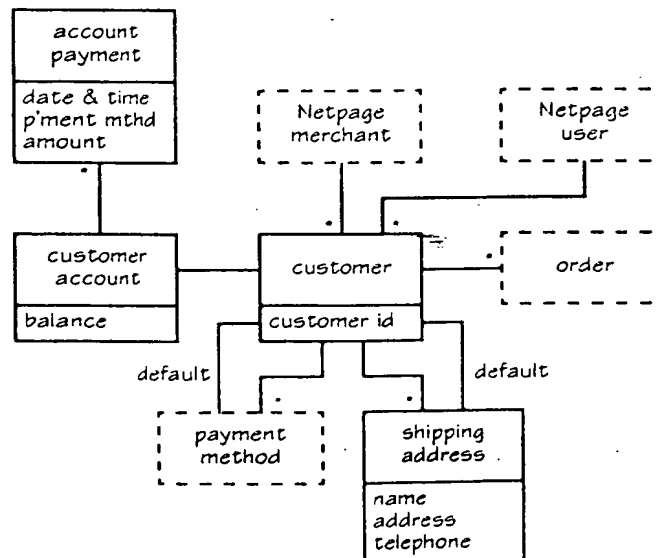 account
payment
date & time
p'ment mthd
amount
Netpage
merchant
Netpage
user
customer
account
balance
customer
customer id
order
default
default
payment
method
shipping
address
name
address
telephone